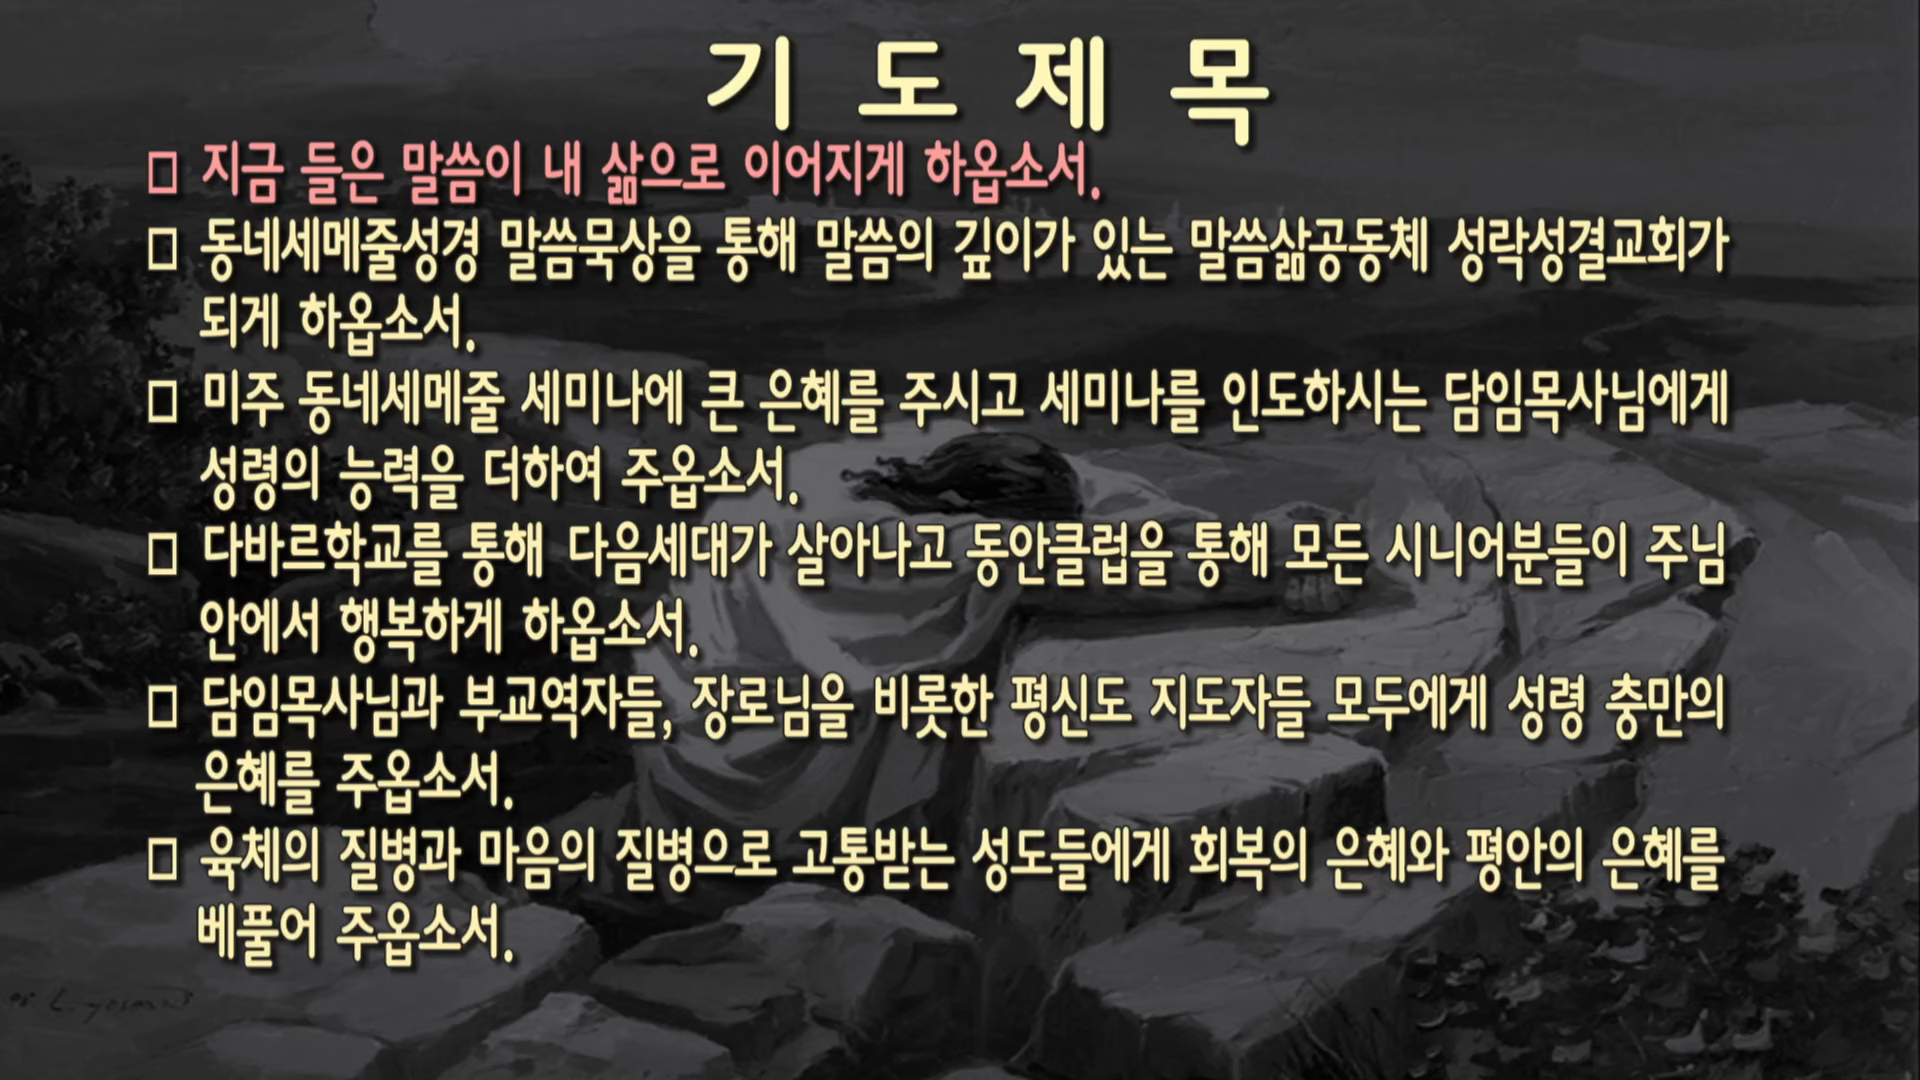 기 도 제 목
□ 지금 들은 말씀이 내 삶으로 이어지게 하옵소서.
□ 동네세메줄성경 말씀묵상을 통해 말씀의 깊이가 있는 말씀삶공동체 성락성결교회가
되게 하옵소서.
□ 미주 동네세메줄 세미나에 큰 은혜를 주시고 세미나를 인도하시는 담임목사님에게
성령의 능력을 더하여 주옵소서.
□ 다바르학교를 통해 다음세대가 살아나고 동안클럽을 통해 모든 시니어분들이 주님
안에서 행복하게 하옵소서.
□ 담임목사님과 부교역자들, 장로님을 비롯한 평신도 지도자들 모두에게 성령 충만의
은혜를 주옵소서.
□ 육체의 질병과 마음의 질병으로 고통받는 성도들에게 회복의 은혜와 평안의 은혜를
베풀어 주옵소서.